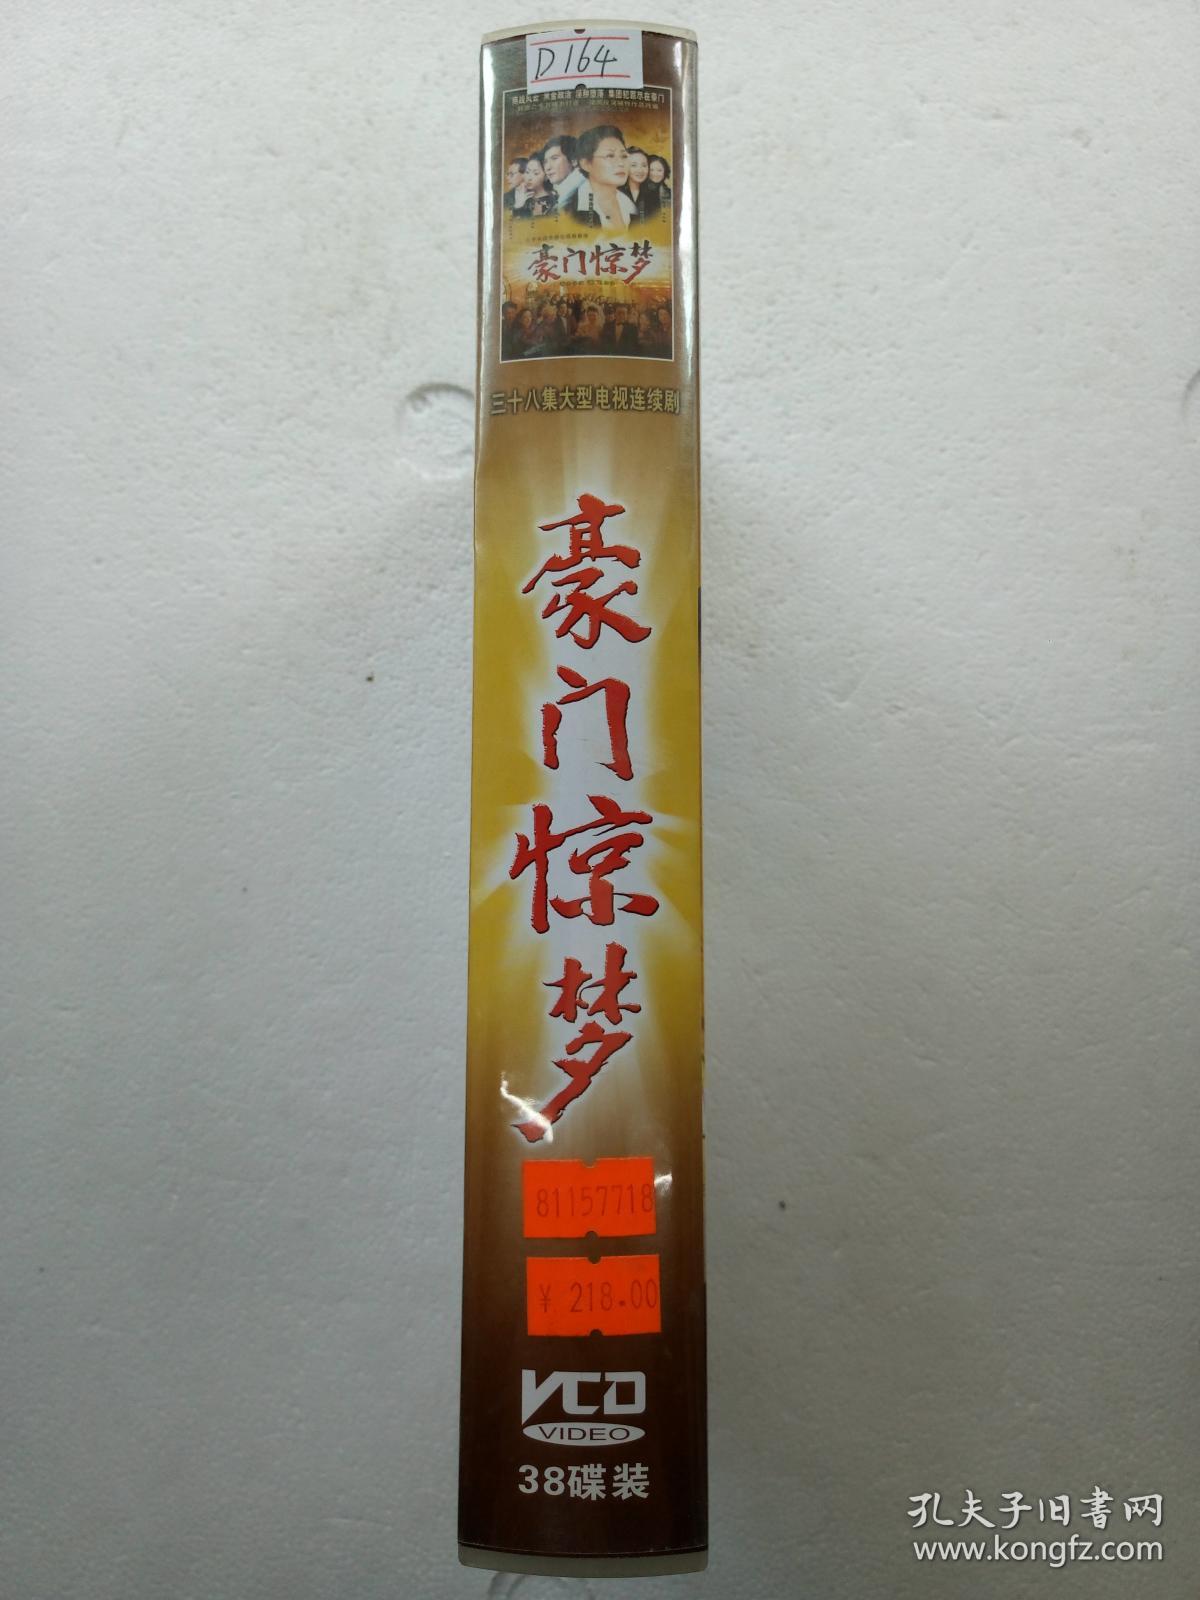 D164
豪门惊梦
三十八集大型电视连续剧
豪门惊梦
81157718
¥ 218.00
VCD
VIDEO
38碟装
孔夫子旧书网
www.kongfz.com